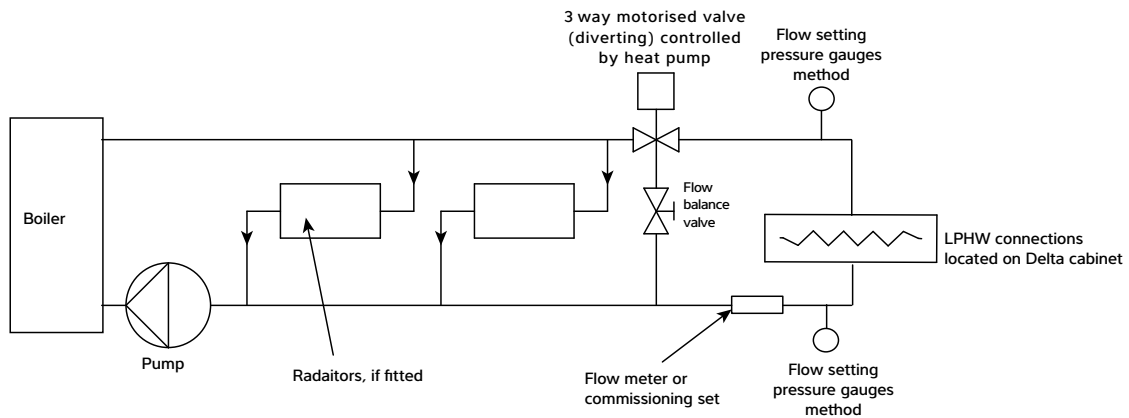 3 way motorised valve
(diverting) controlled
by heat pump
Flow setting
pressure gauges
method
Boiler
Flow
balance
valve
LPHW connections
located on Delta cabinet
Pump
Radaitors, if fitted
Flow meter or
commissioning set
Flow setting
pressure gauges
method